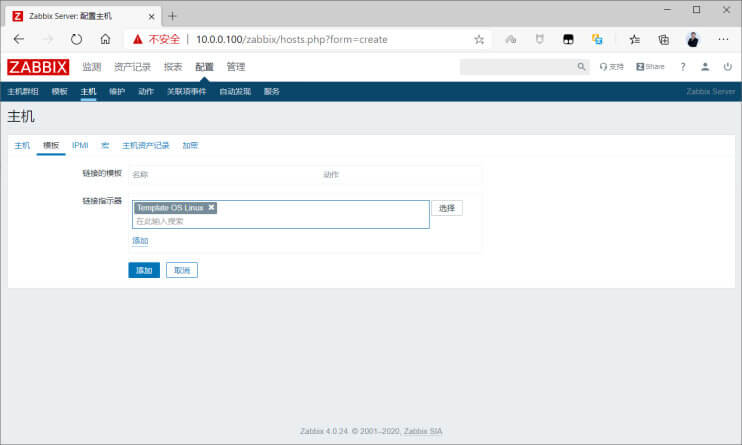 Zabbix Server: 配置主机
不安全 | 10.0.0.100/zabbix/hosts.php?form=create
ZABBIX 监测 资产记录 报表 配置 管理 支持 Z Share ?
主机群组 模板 主机 维护 动作 关联项事件 自动发现 服务 Zabbix Server
主机
主机 模板 IPMI 宏 主机资产记录 加密
链接的模板 名称 动作
链接指示器 Template OS Linux 选择
在此输入搜索
添加
添加 取消
Zabbix 4.0.24. © 2001–2020, Zabbix SIA